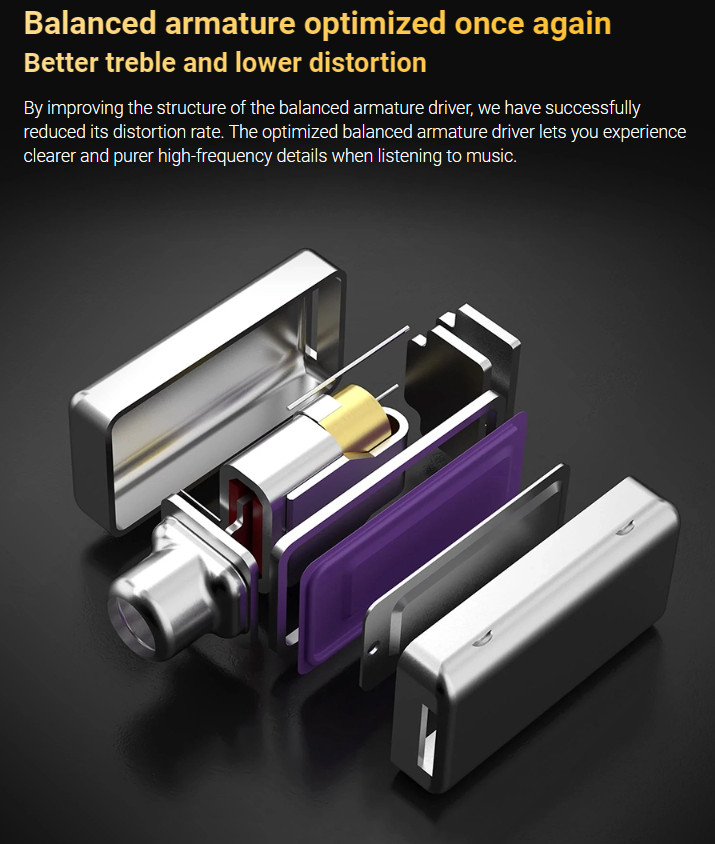 Balanced armature optimized once again
Better treble and lower distortion
By improving the structure of the balanced armature driver, we have successfully
reduced its distortion rate. The optimized balanced armature driver lets you experience
clearer and purer high-frequency details when listening to music.